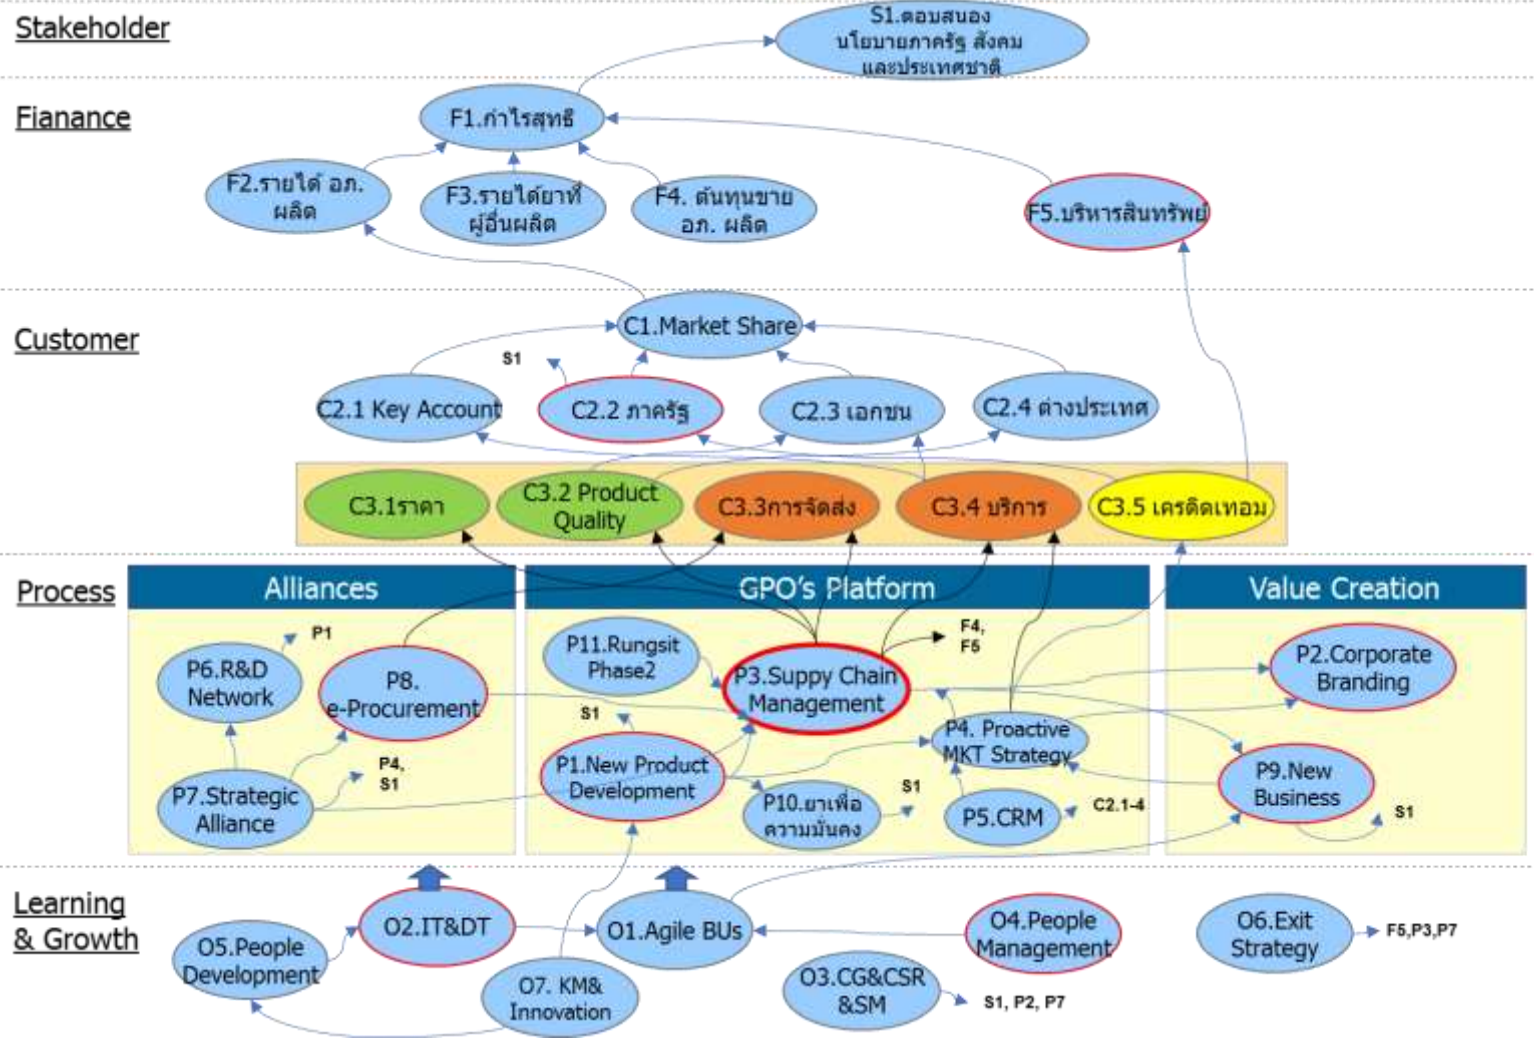 Stakeholder
S1.ตอบสนอง
นโยบายภาครัฐ สังคม
และประเทศชาติ
Fianance
F1.กำไรสุทธิ
F2.รายได้ อภ.
ผลิต
F3.รายได้ยาที่
ผู้อื่นผลิต
F4. ต้นทุนขาย
อภ. ผลิต
F5.บริหารสินทรัพย์
Customer
C1.Market Share
S1
C2.1 Key Account
C2.2 ภาครัฐ
C2.3 เอกชน
C2.4 ต่างประเทศ
C3.1ราคา
C3.2 Product
Quality
C3.3การจัดส่ง
C3.4 บริการ
C3.5 เครดิตเทอม
Process
Alliances
GPO's Platform
Value Creation
P1
P6.R&D
Network
P8.
e-Procurement
P4,
S1
P7.Strategic
Alliance
P11.Rungsit
Phase2
P3.Suppy Chain
Management
F4,
F5
S1
P1.New Product
Development
P4. Proactive
MKT Strategy
P10.ยาเพื่อ
ความมั่นคง
S1
P5.CRM
C2.1-4
P2.Corporate
Branding
P9.New
Business
S1
Learning
& Growth
O5.People
Development
O2.IT&DT
O1.Agile BUs
O7. KM&
Innovation
O4.People
Management
O3.CG&CSR
&SM
S1, P2, P7
O6.Exit
Strategy
F5,P3,P7